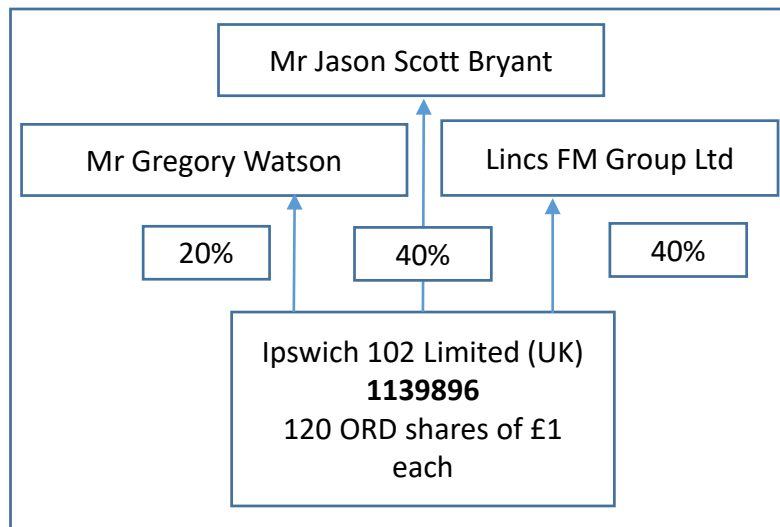 Mr Jason Scott Bryant
Mr Gregory Watson
Lincs FM Group Ltd
20%
40%
40%
Ipswich 102 Limited (UK)
1139896
120 ORD shares of £1
each